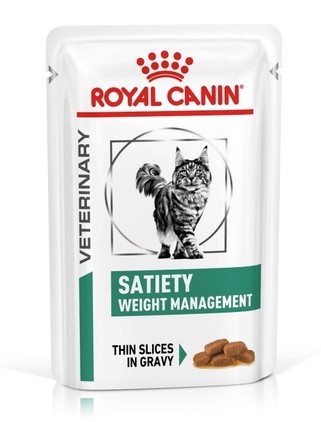 ROYAL CANIN
VETERINARY
SATIETY
WEIGHT MANAGEMENT
THIN SLICES
IN GRAVY